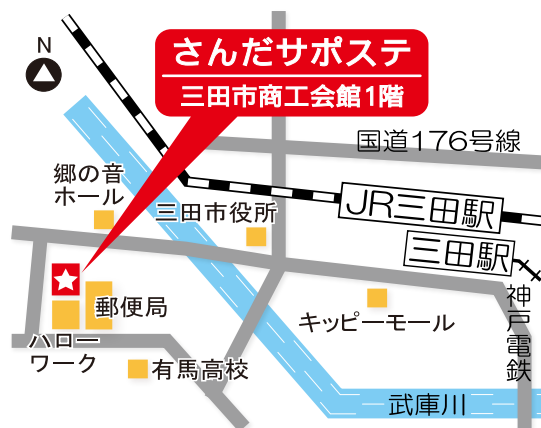 N
さんだサポステ
三田市商工会館1階
国道176号線
郷の音
ホール
三田市役所
JR三田駅
三田駅
神戸電鉄
郵便局
キッピーモール
ハロー
ワーク
有馬高校
武庫川